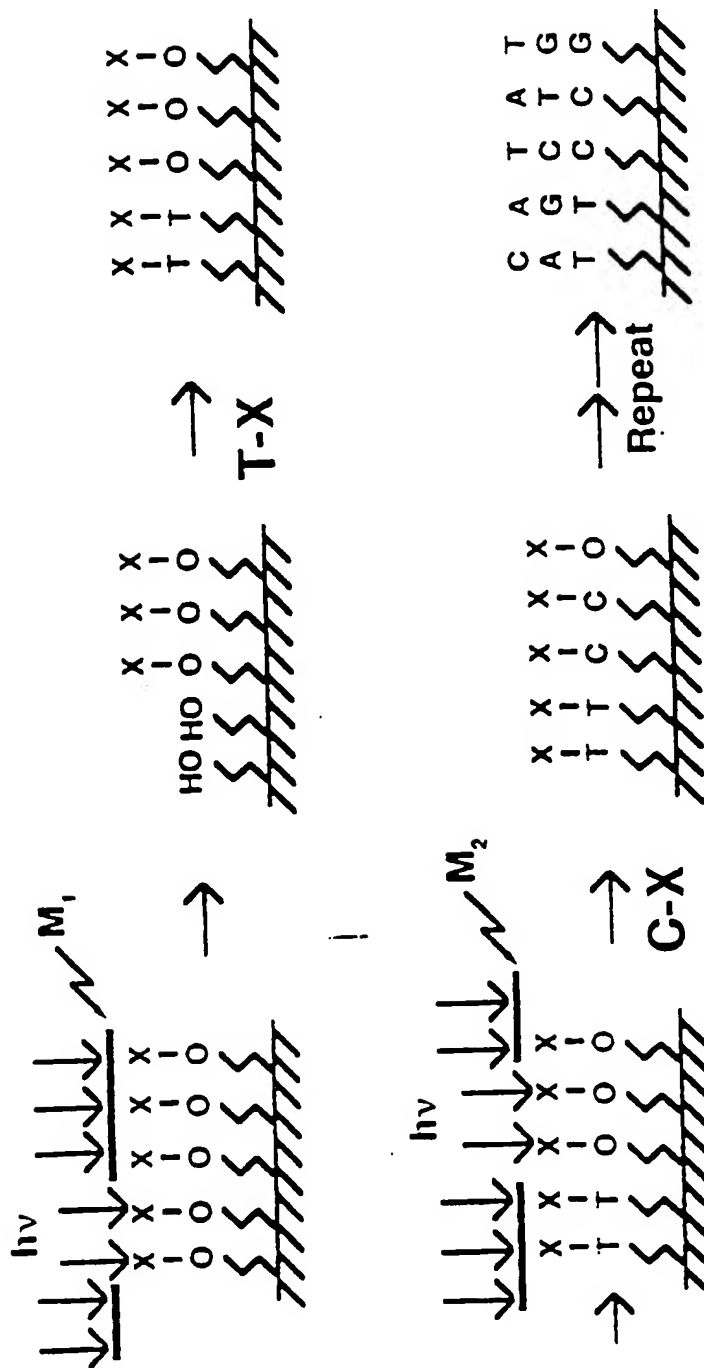 hν
M₁
X X X X X
O O O O O
X X X
HO HO O O O
T-X
X X X X X
T T O O O
hν
M₂
X X X X X
T T O O O
C-X
X X X X X
T T C C O
Repeat
C A T A T
A G C T G
T T C C G